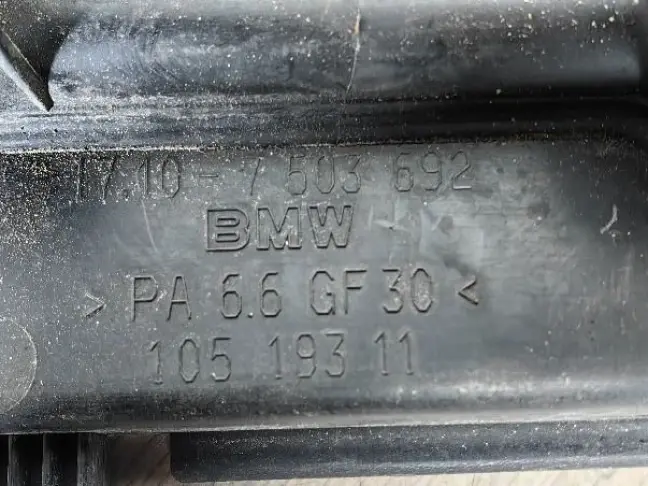 17.10-7 503 692
BMW
> PA 6.6 GF 30 <
105 193 11